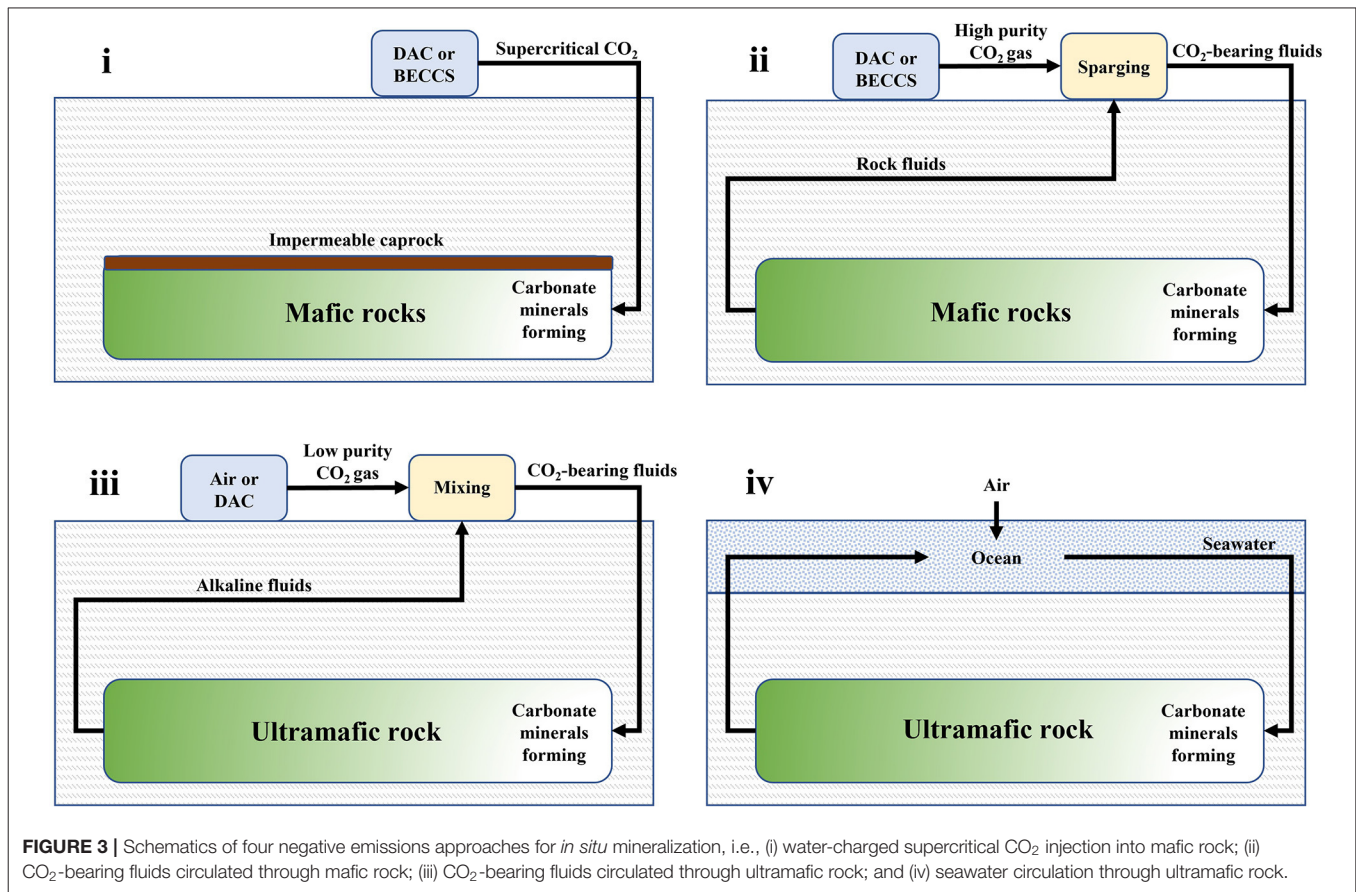 i
DAC or
BECCS
Supercritical CO₂
Impermeable caprock
Mafic rocks
Carbonate
minerals
forming
ii
DAC or
BECCS
High purity
CO₂ gas
Sparging
CO₂-bearing fluids
Rock fluids
Mafic rocks
Carbonate
minerals
forming
iii
Air or
DAC
Low purity
CO₂ gas
Mixing
CO₂-bearing fluids
Alkaline fluids
Ultramafic rock
Carbonate
minerals
forming
iv
Air
Ocean
Seawater
Ultramafic rock
Carbonate
minerals
forming
FIGURE 3 | Schematics of four negative emissions approaches for in situ mineralization, i.e., (i) water-charged supercritical CO₂ injection into mafic rock; (ii)
CO₂-bearing fluids circulated through mafic rock; (iii) CO₂-bearing fluids circulated through ultramafic rock; and (iv) seawater circulation through ultramafic rock.